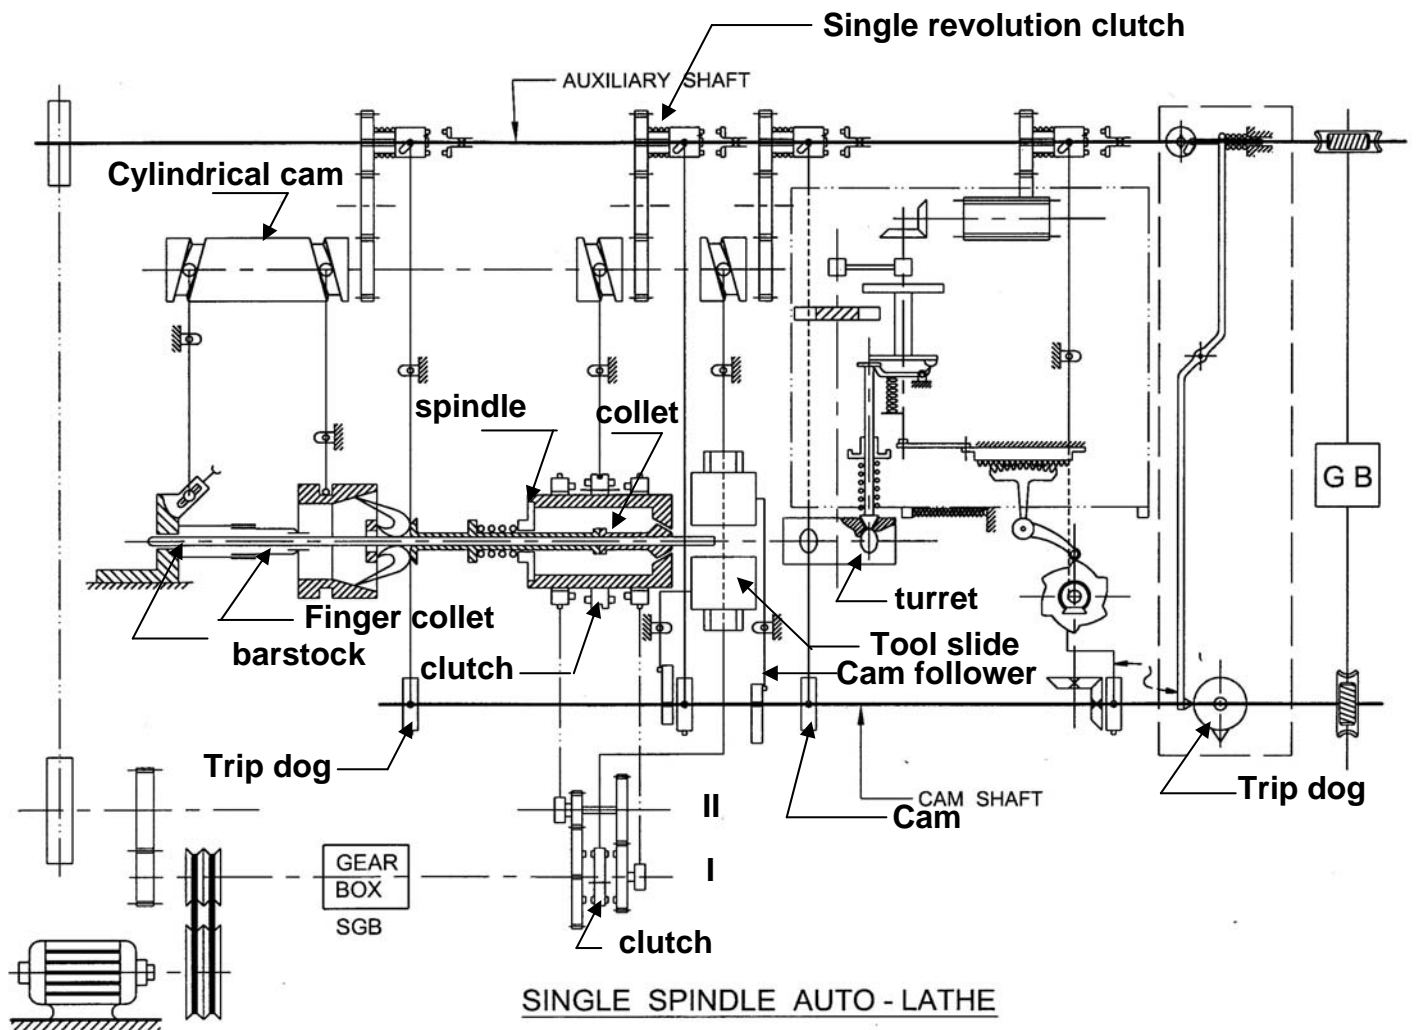 Single revolution clutch
AUXILIARY SHAFT
Cylindrical cam
spindle
collet
G B
Finger collet
barstock
clutch
turret
Tool slide
Cam follower
Trip dog
CAM SHAFT
Trip dog
Cam
II
I
GEAR
BOX
SGB
clutch
SINGLE SPINDLE AUTO - LATHE